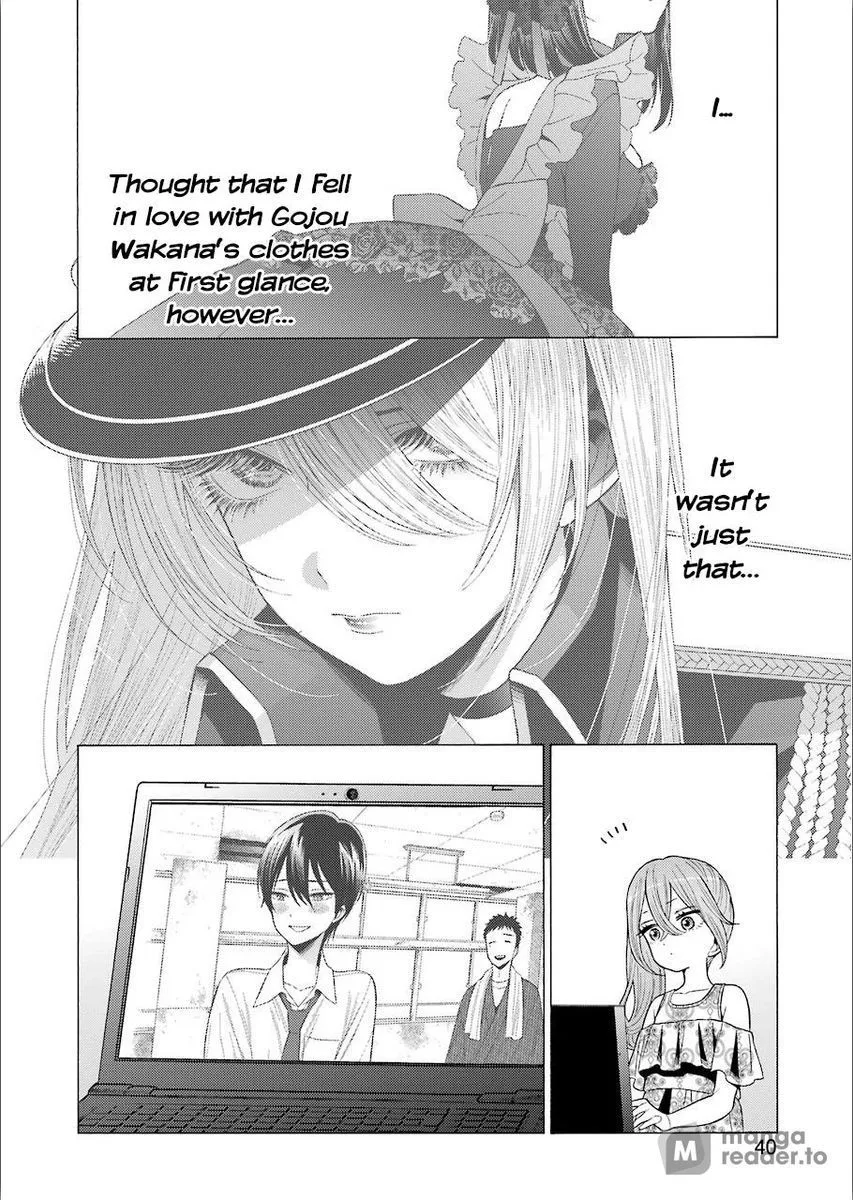 I...
Thought that I Fell
in love with Gojou
Wakana's clothes
at First glance,
however...
It
wasn't
just
that...
40
M manga
reader.to